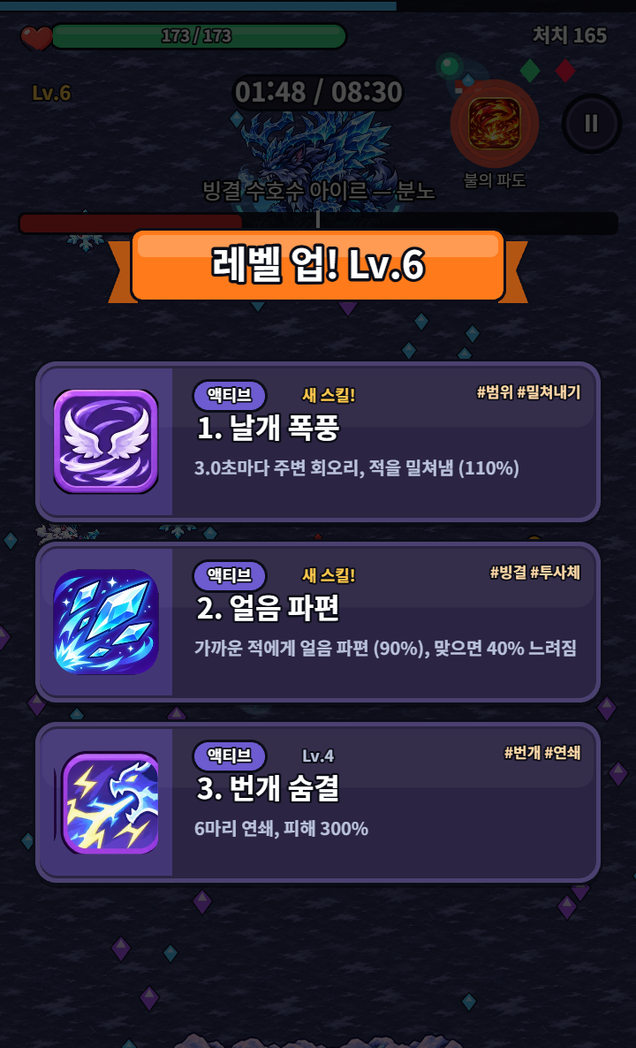 173 / 173
처치 165
Lv.6
01:48 / 08:30
불의 파도
빙결 수호수 아이르 — 분노
레벨 업! Lv.6
액티브 새 스킬! #범위 #밀쳐내기
1. 날개 폭풍
3.0초마다 주변 회오리, 적을 밀쳐냄 (110%)
액티브 새 스킬! #빙결 #투사체
2. 얼음 파편
가까운 적에게 얼음 파편 (90%), 맞으면 40% 느려짐
액티브 Lv.4 #번개 #연쇄
3. 번개 숨결
6마리 연쇄, 피해 300%